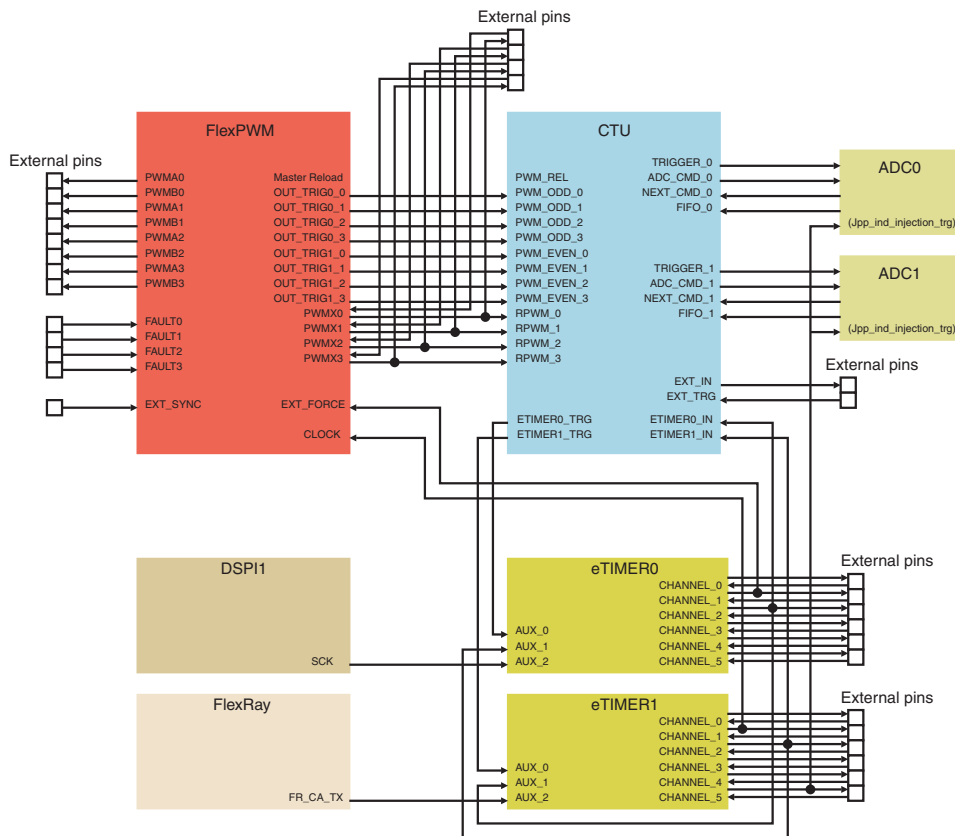 External pins
FlexPWM
CTU
External pins
PWMA0
PWMB0
PWMA1
PWMB1
PWMA2
PWMB2
PWMA3
PWMB3
FAULT0
FAULT1
FAULT2
FAULT3
EXT_SYNC
Master Reload
OUT_TRIG0_0
OUT_TRIG0_1
OUT_TRIG0_2
OUT_TRIG0_3
OUT_TRIG1_0
OUT_TRIG1_1
OUT_TRIG1_2
OUT_TRIG1_3
PWMX0
PWMX1
PWMX2
PWMX3
EXT_FORCE
CLOCK
PWM_REL
PWM_ODD_0
PWM_ODD_1
PWM_ODD_2
PWM_ODD_3
PWM_EVEN_0
PWM_EVEN_1
PWM_EVEN_2
PWM_EVEN_3
RPWM_0
RPWM_1
RPWM_2
RPWM_3
ETIMER0_TRG
ETIMER1_TRG
TRIGGER_0
ADC_CMD_0
NEXT_CMD_0
FIFO_0
TRIGGER_1
ADC_CMD_1
NEXT_CMD_1
FIFO_1
EXT_IN
EXT_TRG
ETIMER0_IN
ETIMER1_IN
ADC0
(Jpp_ind_injection_trg)
ADC1
(Jpp_ind_injection_trg)
External pins
DSPI1
SCK
eTIMER0
AUX_0
AUX_1
AUX_2
CHANNEL_0
CHANNEL_1
CHANNEL_2
CHANNEL_3
CHANNEL_4
CHANNEL_5
External pins
FlexRay
FR_CA_TX
eTIMER1
AUX_0
AUX_1
AUX_2
CHANNEL_0
CHANNEL_1
CHANNEL_2
CHANNEL_3
CHANNEL_4
CHANNEL_5
External pins